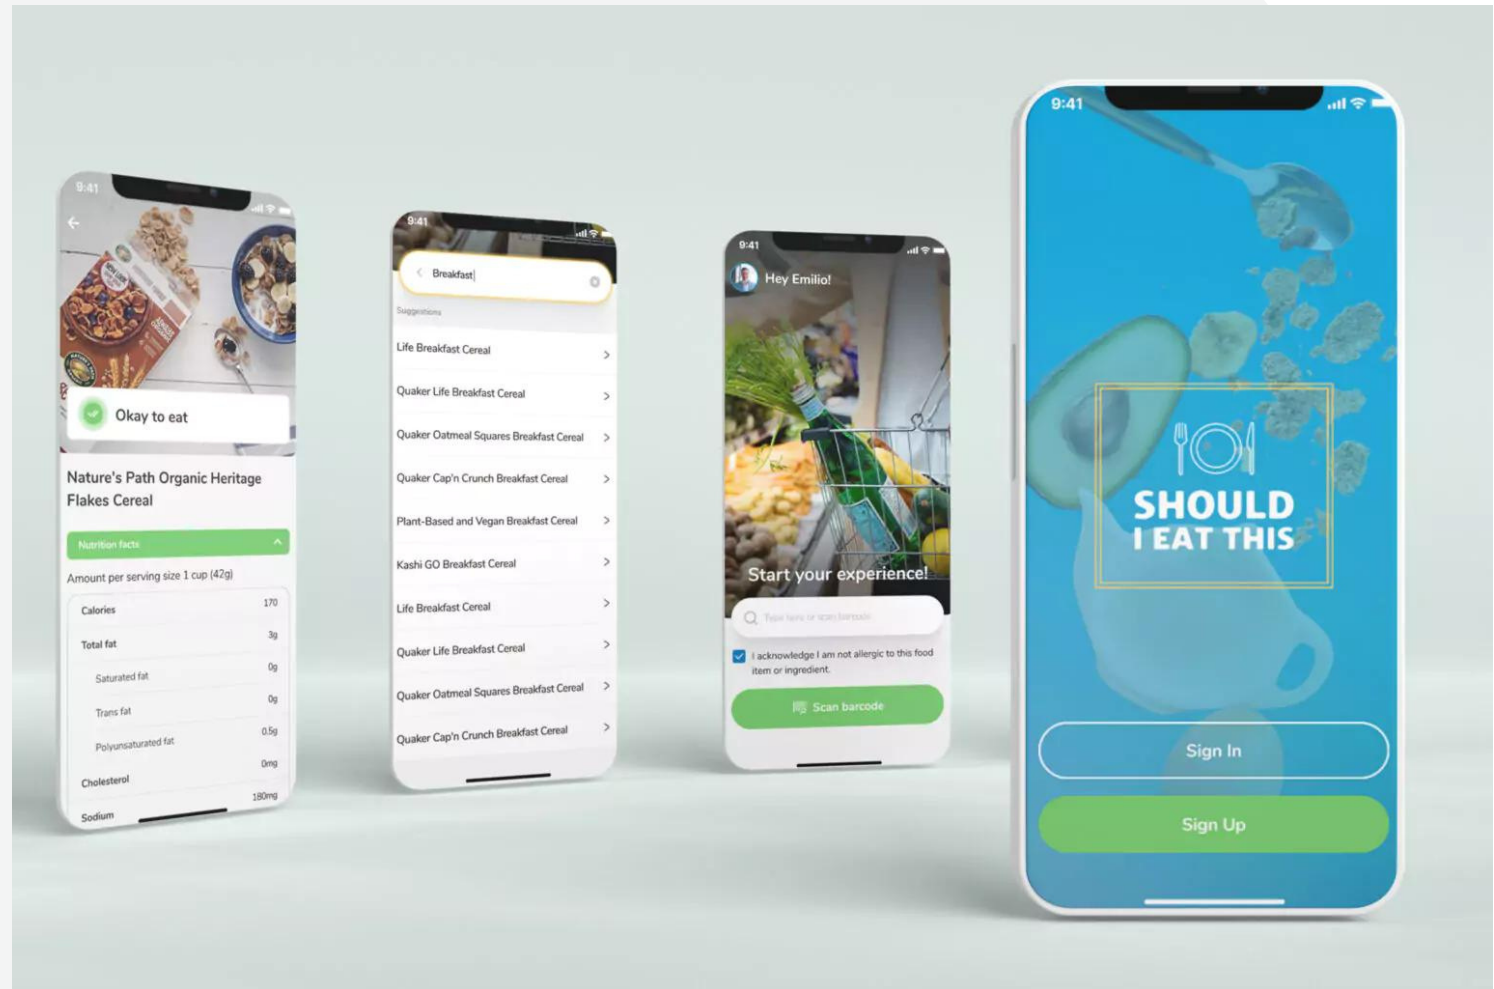 9:41
Okay to eat
Nature's Path Organic Heritage
Flakes Cereal
Nutrition facts
Amount per serving size 1 cup (42g)
Calories 170
Total fat 3g
Saturated fat 0g
Trans fat 0g
Polyunsaturated fat 0.5g
Cholesterol 0mg
Sodium 180mg
9:41
Breakfast
Suggestions
Life Breakfast Cereal
Quaker Life Breakfast Cereal
Quaker Oatmeal Squares Breakfast Cereal
Quaker Cap'n Crunch Breakfast Cereal
Plant-Based and Vegan Breakfast Cereal
Kashi GO Breakfast Cereal
Life Breakfast Cereal
Quaker Life Breakfast Cereal
Quaker Oatmeal Squares Breakfast Cereal
Quaker Cap'n Crunch Breakfast Cereal
9:41
Hey Emilio!
Start your experience!
Type here or scan barcode
I acknowledge I am not allergic to this food
item or ingredient.
Scan barcode
9:41
SHOULD
I EAT THIS
Sign In
Sign Up